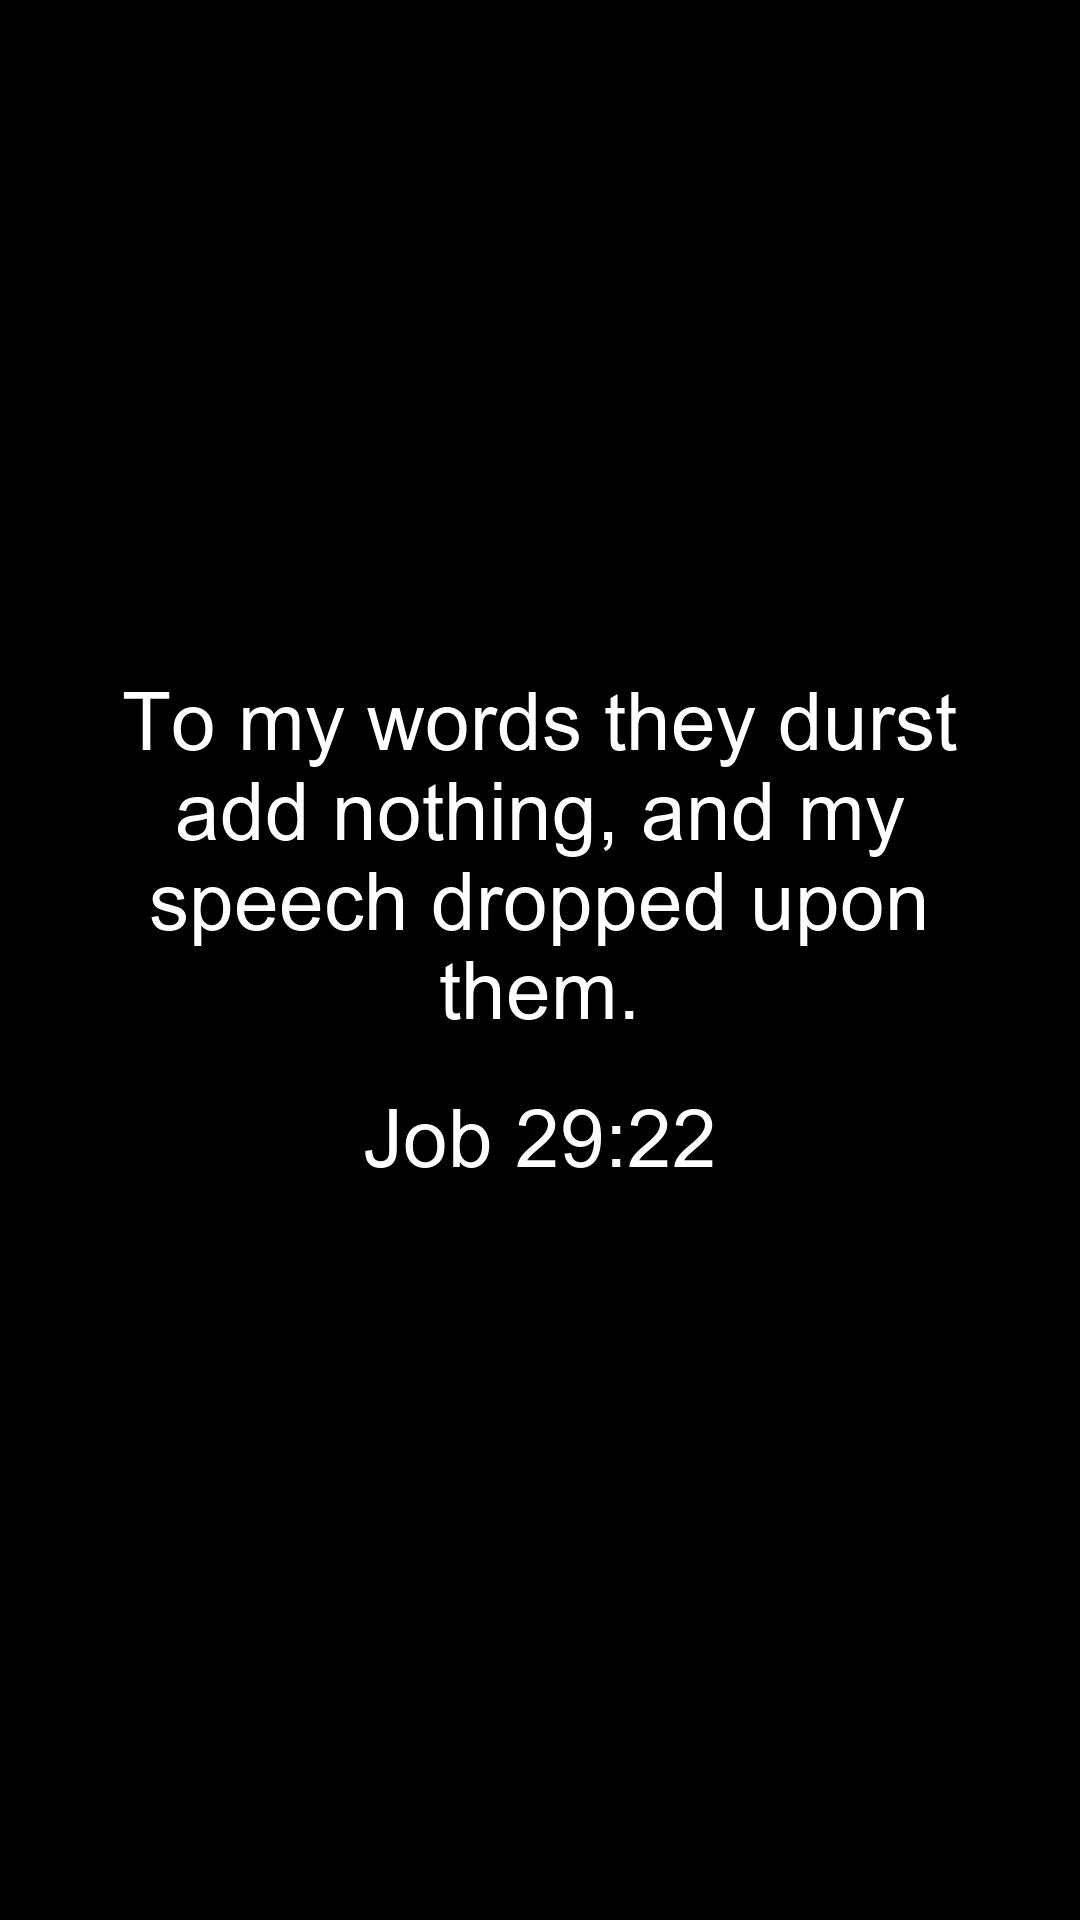 To my words they durst
add nothing, and my
speech dropped upon
them.
Job 29:22